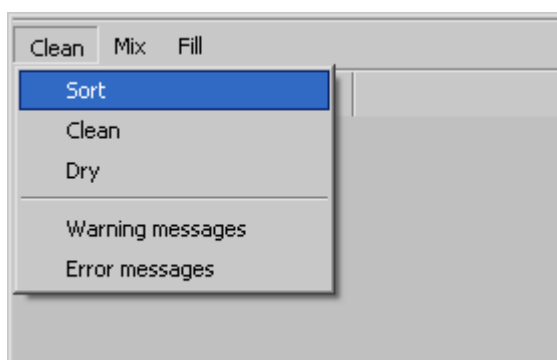 Clean Mix Fill
Sort
Clean
Dry
Warning messages
Error messages